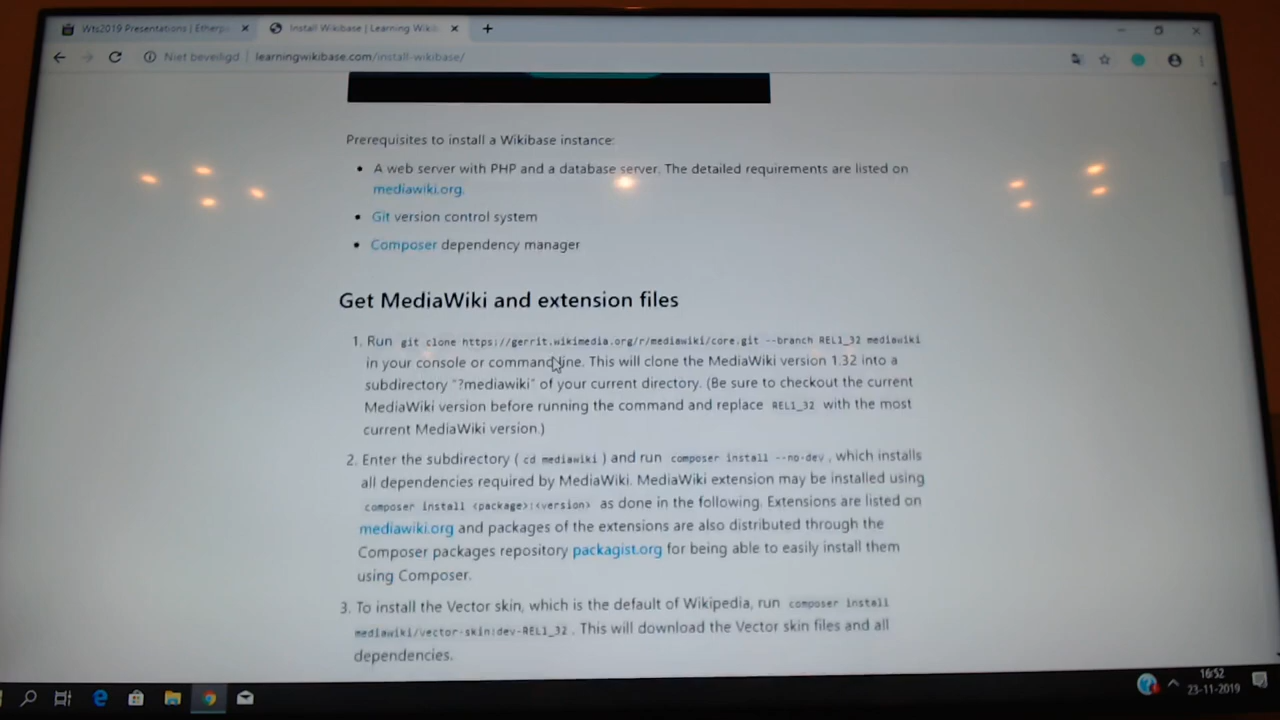 Wts2019 Presentations | Etherp
Install Wikibase | Learning Wikib
Niet beveiligd | learningwikibase.com/install-wikibase/
Prerequisites to install a Wikibase instance:
• A web server with PHP and a database server. The detailed requirements are listed on
mediawiki.org.
• Git version control system
• Composer dependency manager
Get MediaWiki and extension files
1. Run git clone https://gerrit.wikimedia.org/r/mediawiki/core.git --branch REL1_32 mediawiki
in your console or command line. This will clone the MediaWiki version 1.32 into a
subdirectory "?mediawiki" of your current directory. (Be sure to checkout the current
MediaWiki version before running the command and replace REL1_32 with the most
current MediaWiki version.)
2. Enter the subdirectory ( cd mediawiki ) and run composer install --no-dev, which installs
all dependencies required by MediaWiki. MediaWiki extension may be installed using
composer install <package>:<version> as done in the following. Extensions are listed on
mediawiki.org and packages of the extensions are also distributed through the
Composer packages repository packagist.org for being able to easily install them
using Composer.
3. To install the Vector skin, which is the default of Wikipedia, run composer install
mediawiki/vector-skin:dev-REL1_32 . This will download the Vector skin files and all
dependencies.
16:52
23-11-2019